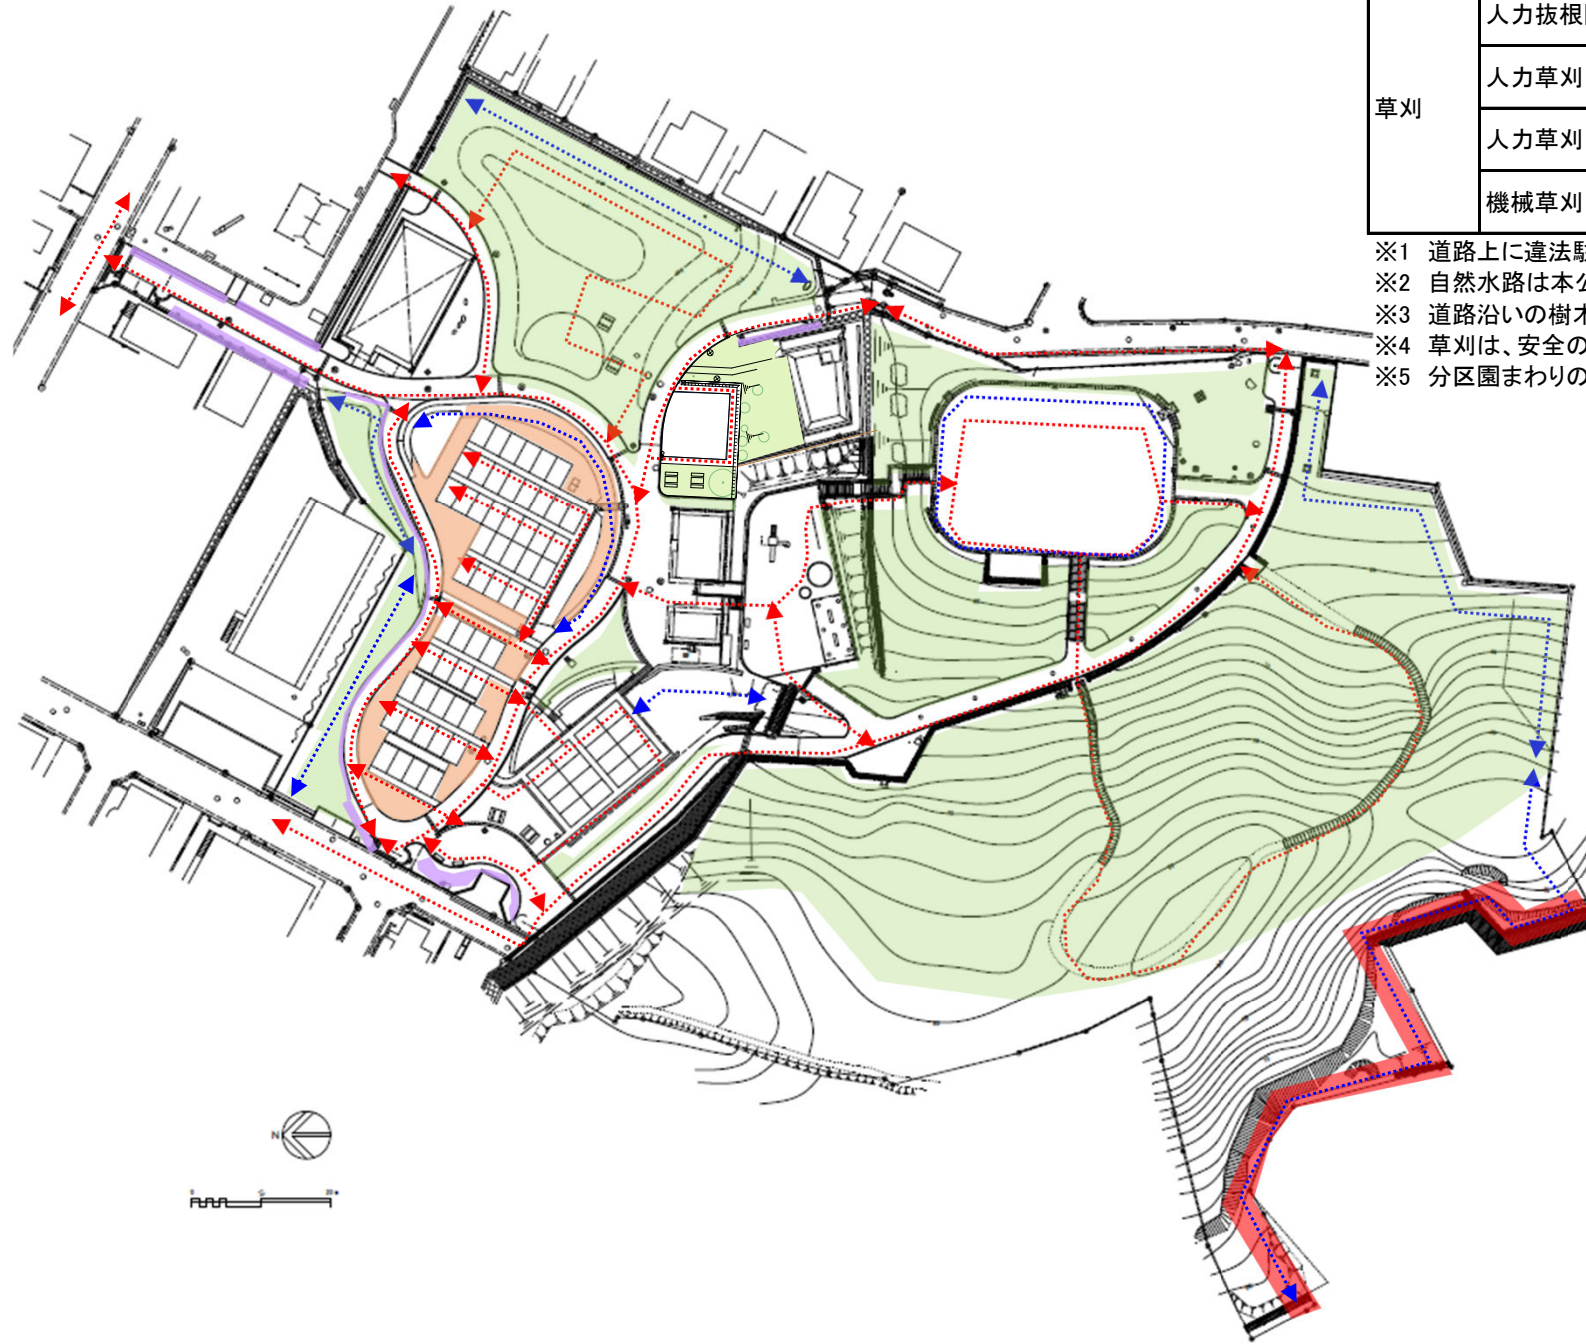 人力抜根
草刈
人力草刈
人力草刈
機械草刈
※1 道路上に違法駐
※2 自然水路は本公
※3 道路沿いの樹木
※4 草刈は、安全の
※5 分区園まわりの
N